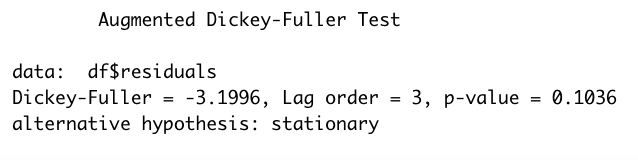 Augmented Dickey-Fuller Test
data:  df$residuals
Dickey-Fuller = -3.1996, Lag order = 3, p-value = 0.1036
alternative hypothesis: stationary